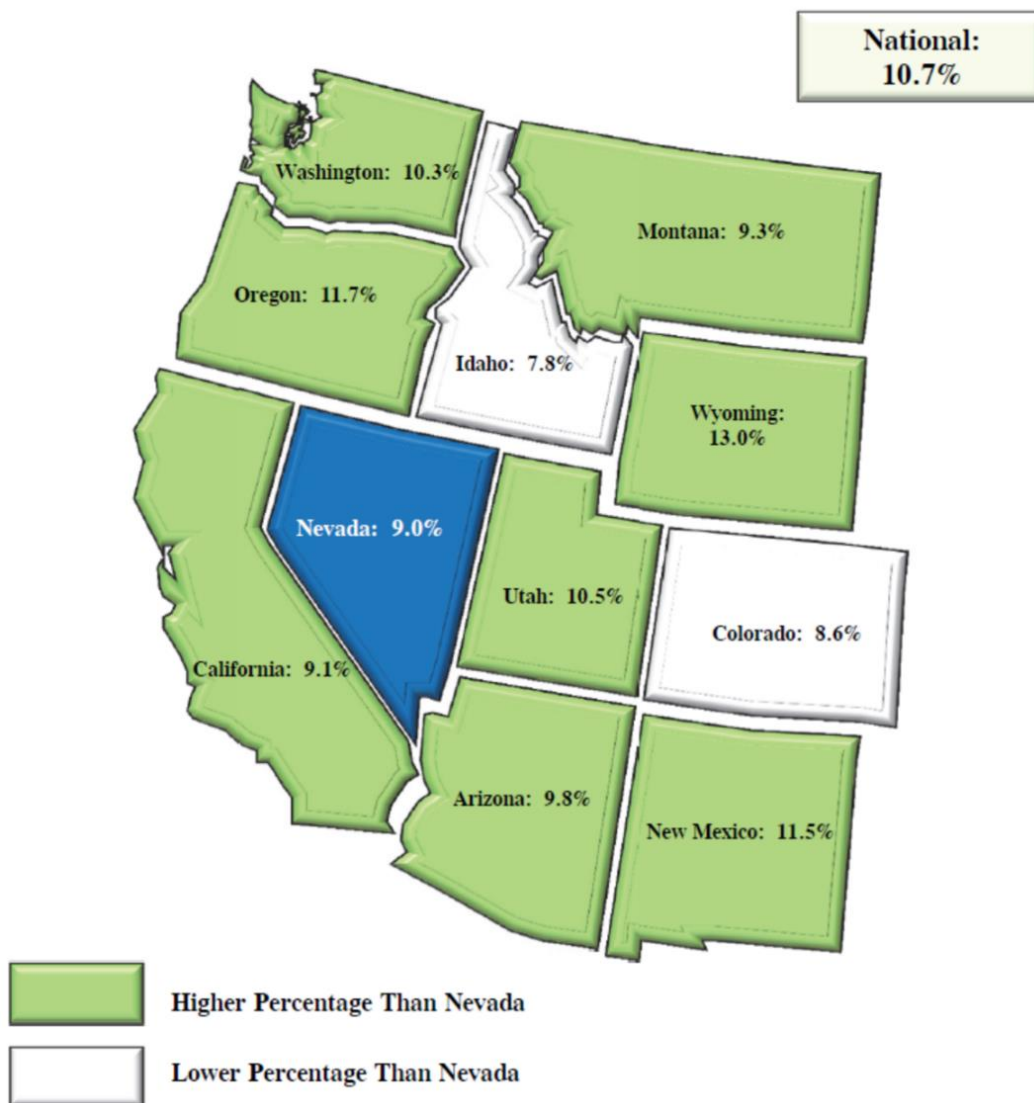 National:
10.7%
Washington: 10.3%
Montana: 9.3%
Oregon: 11.7%
Idaho: 7.8%
Wyoming:
13.0%
Nevada: 9.0%
Utah: 10.5%
Colorado: 8.6%
California: 9.1%
Arizona: 9.8%
New Mexico: 11.5%
Higher Percentage Than Nevada
Lower Percentage Than Nevada